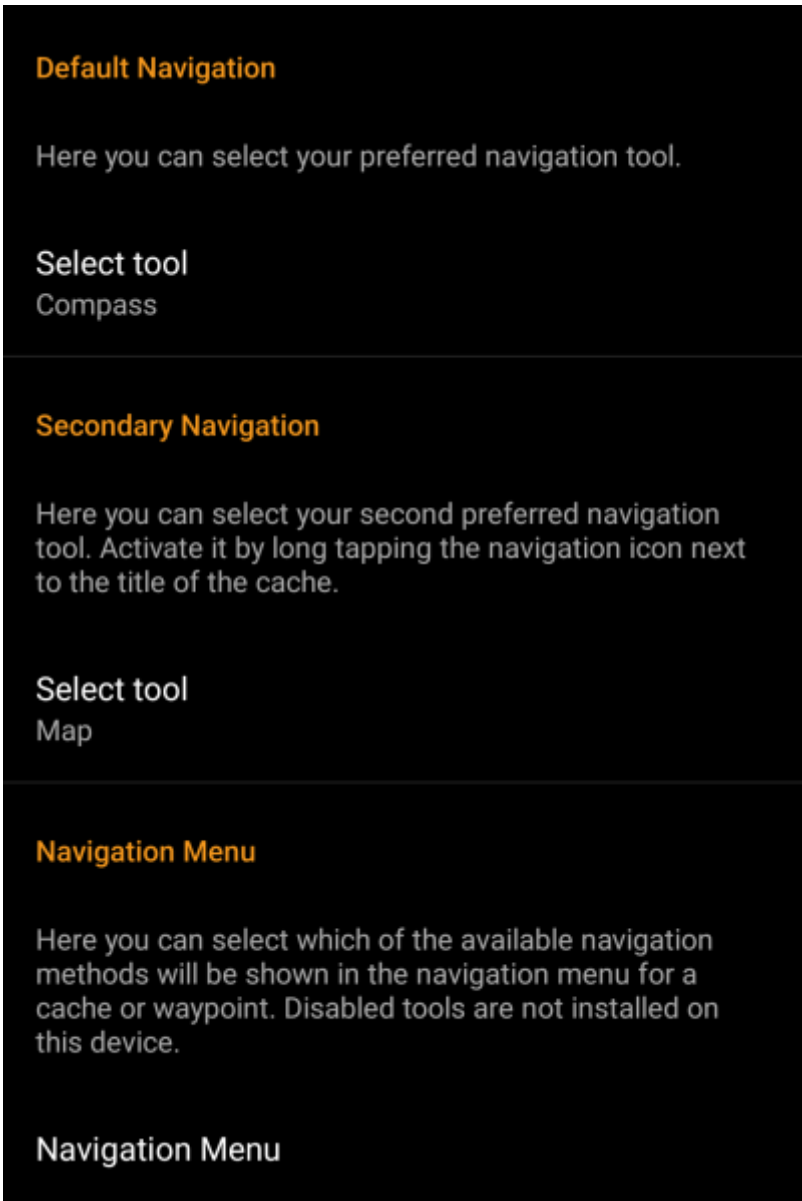 Default Navigation
Here you can select your preferred navigation tool.
Select tool
Compass
Secondary Navigation
Here you can select your second preferred navigation
tool. Activate it by long tapping the navigation icon next
to the title of the cache.
Select tool
Map
Navigation Menu
Here you can select which of the available navigation
methods will be shown in the navigation menu for a
cache or waypoint. Disabled tools are not installed on
this device.
Navigation Menu